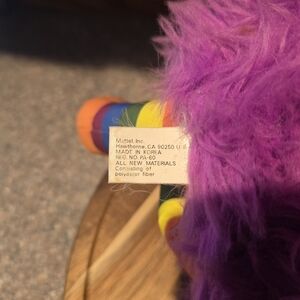 Mattel Inc.
Hawthorne, CA 90250 U.S.
MADE IN KOREA
REG. NO. PA-60
ALL NEW MATERIALS
Consisting of
polyester fiber